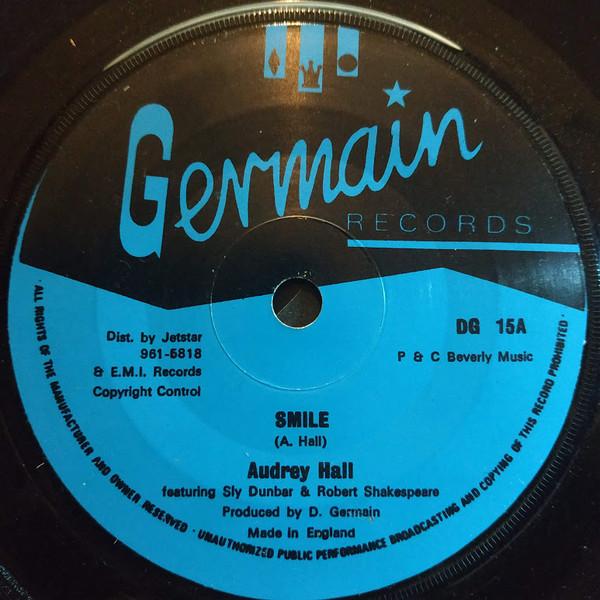 Germain
RECORDS
Dist. by Jetstar
961-5818
& E.M.I. Records
Copyright Control
DG 15A
P & C Beverly Music
SMILE
(A. Hall)
Audrey Hall
featuring Sly Dunbar & Robert Shakespeare
Produced by D. Germain
Made in England
· ALL RIGHTS OF THE MANUFACTURER AND OWNER RESERVED · UNAUTHORIZED PUBLIC PERFORMANCE BROADCASTING AND COPYING OF THIS RECORD PROHIBITED ·